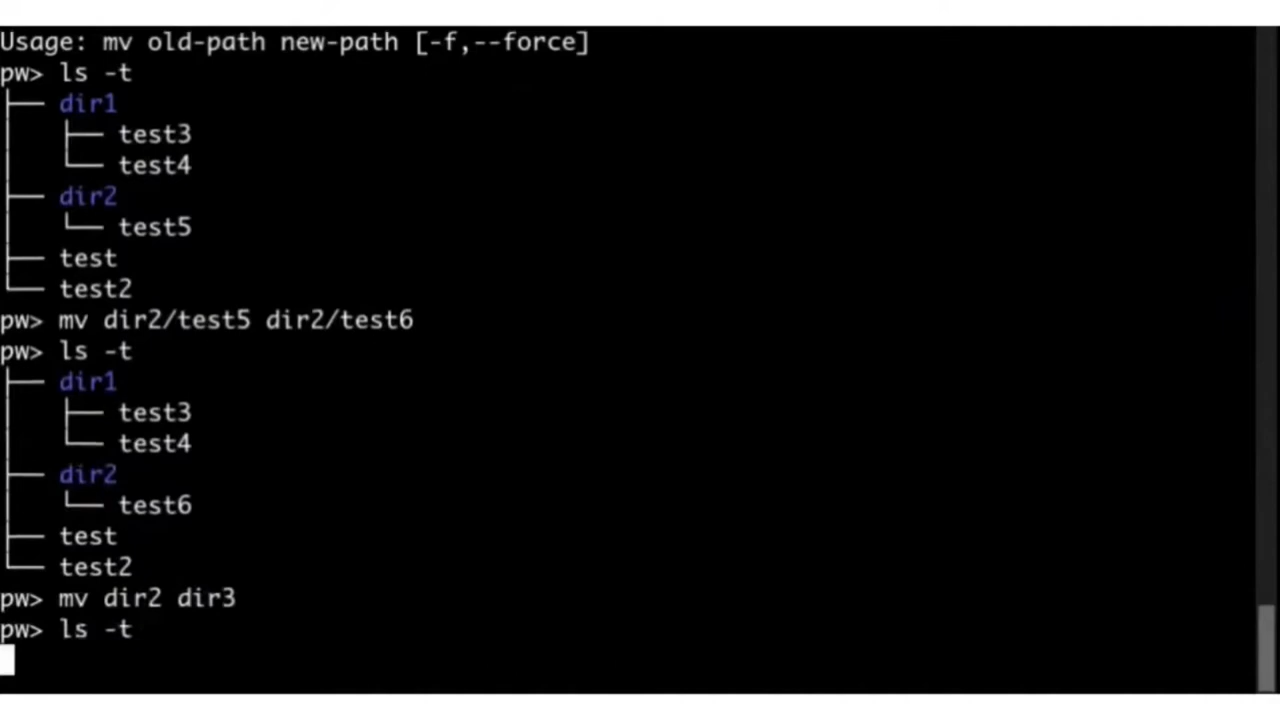 Usage: mv old-path new-path [-f,--force]
pw> ls -t
├── dir1
│   ├── test3
│   └── test4
├── dir2
│   └── test5
├── test
└── test2
pw> mv dir2/test5 dir2/test6
pw> ls -t
├── dir1
│   ├── test3
│   └── test4
├── dir2
│   └── test6
├── test
└── test2
pw> mv dir2 dir3
pw> ls -t